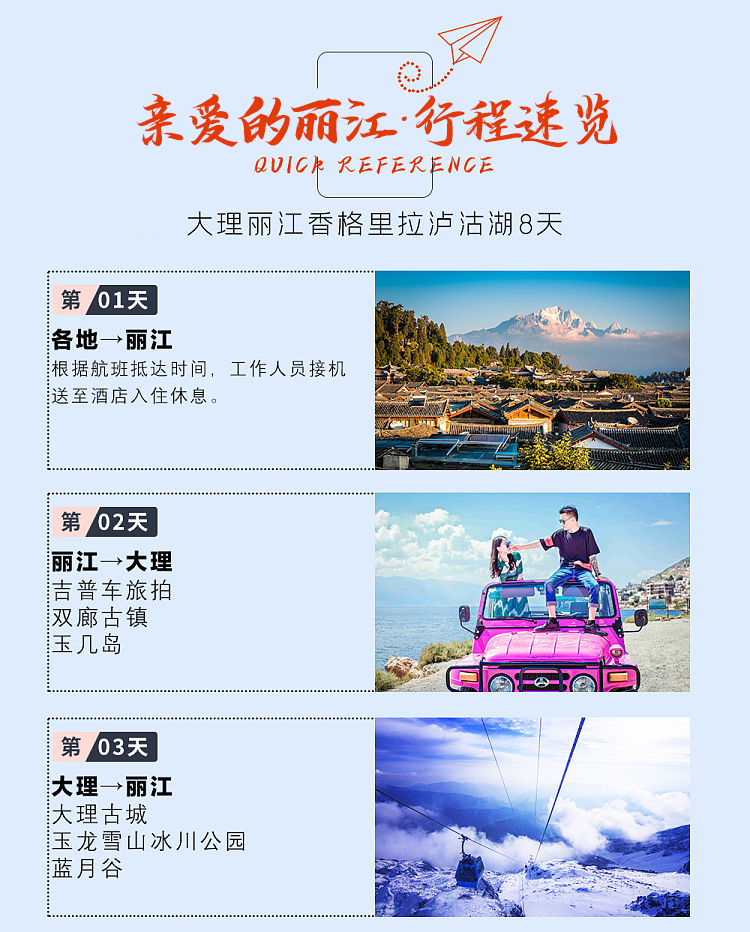 亲爱的丽江·行程速览
QUICK REFERENCE
大理丽江香格里拉泸沽湖8天
第 01天
各地→丽江
根据航班抵达时间，工作人员接机
送至酒店入住休息。
第 02天
丽江→大理
吉普车旅拍
双廊古镇
玉几岛
第 03天
大理→丽江
大理古城
玉龙雪山冰川公园
蓝月谷